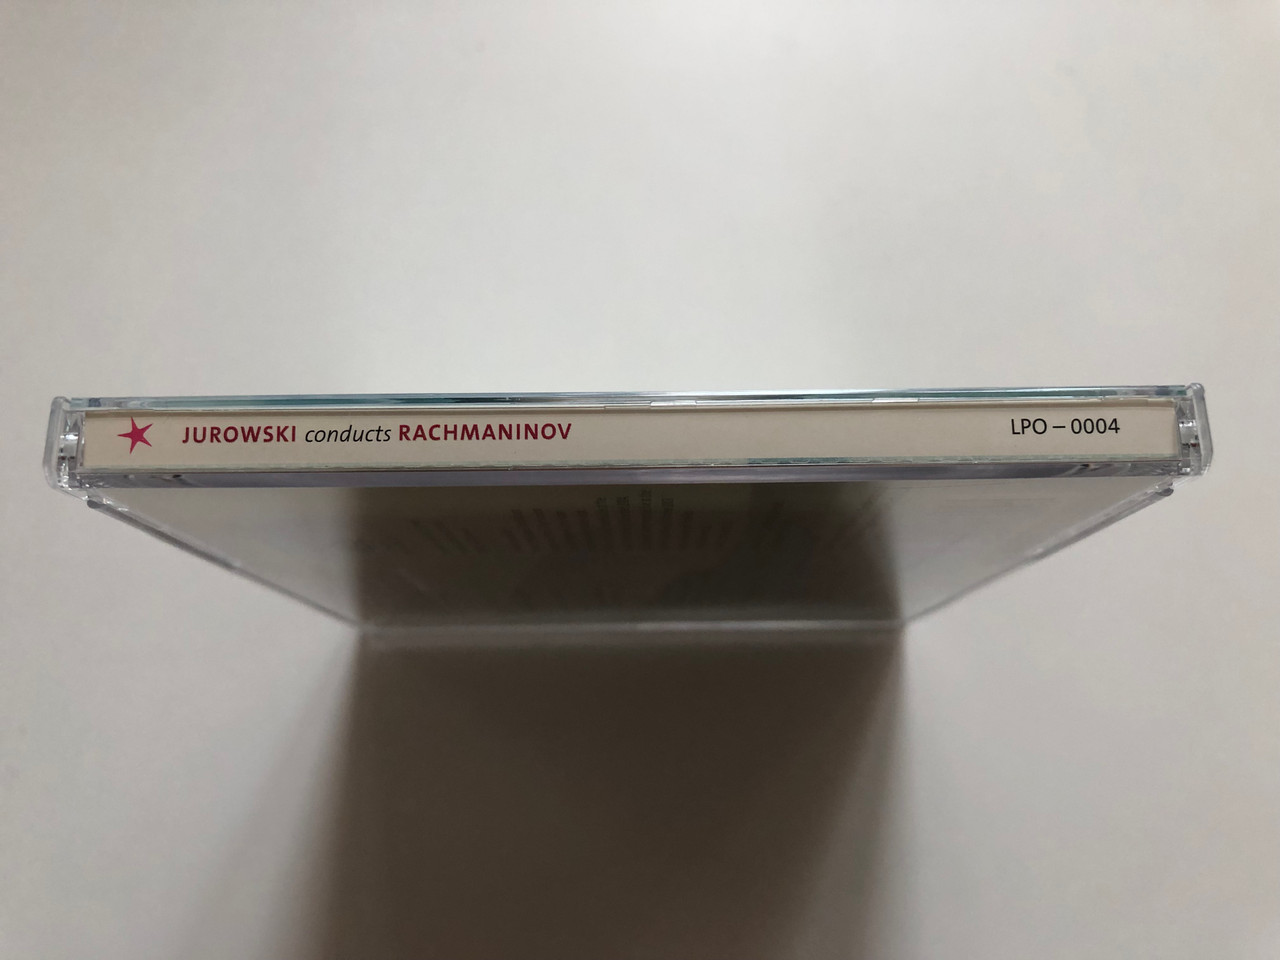 JUROWSKI conducts RACHMANINOV
LPO – 0004